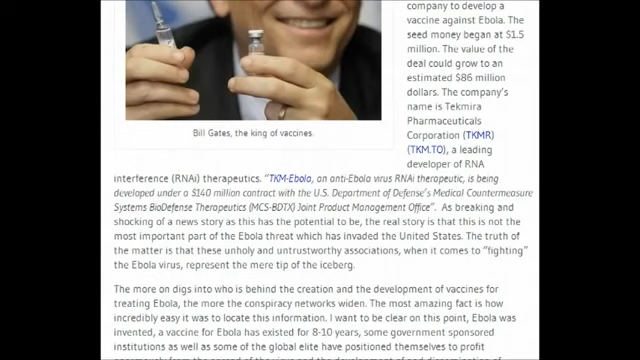 company to develop a
vaccine against Ebola. The
seed money began at $1.5
million. The value of the
deal could grow to an
estimated $86 million
dollars. The company's
name is Tekmira
Pharmaceuticals
Corporation (TKMR)
(TKM.TO), a leading
developer of RNA
Bill Gates, the king of vaccines.
interference (RNAi) therapeutics. "TKM-Ebola, an anti-Ebola virus RNAi therapeutic, is being
developed under a $140 million contract with the U.S. Department of Defense's Medical Countermeasure
Systems BioDefense Therapeutics (MCS-BDTX) Joint Product Management Office". As breaking and
shocking of a news story as this has the potential to be, the real story is that this is not the
most important part of the Ebola threat which has invaded the United States. The truth of
the matter is that these unholy and untrustworthy associations, when it comes to "fighting"
the Ebola virus, represent the mere tip of the iceberg.
The more on digs into who is behind the creation and the development of vaccines for
treating Ebola, the more the conspiracy networks widen. The most amazing fact is how
incredibly easy it was to locate this information. I want to be clear on this point, Ebola was
invented, a vaccine for Ebola has existed for 8-10 years, some government sponsored
institutions as well as some of the global elite have positioned themselves to profit